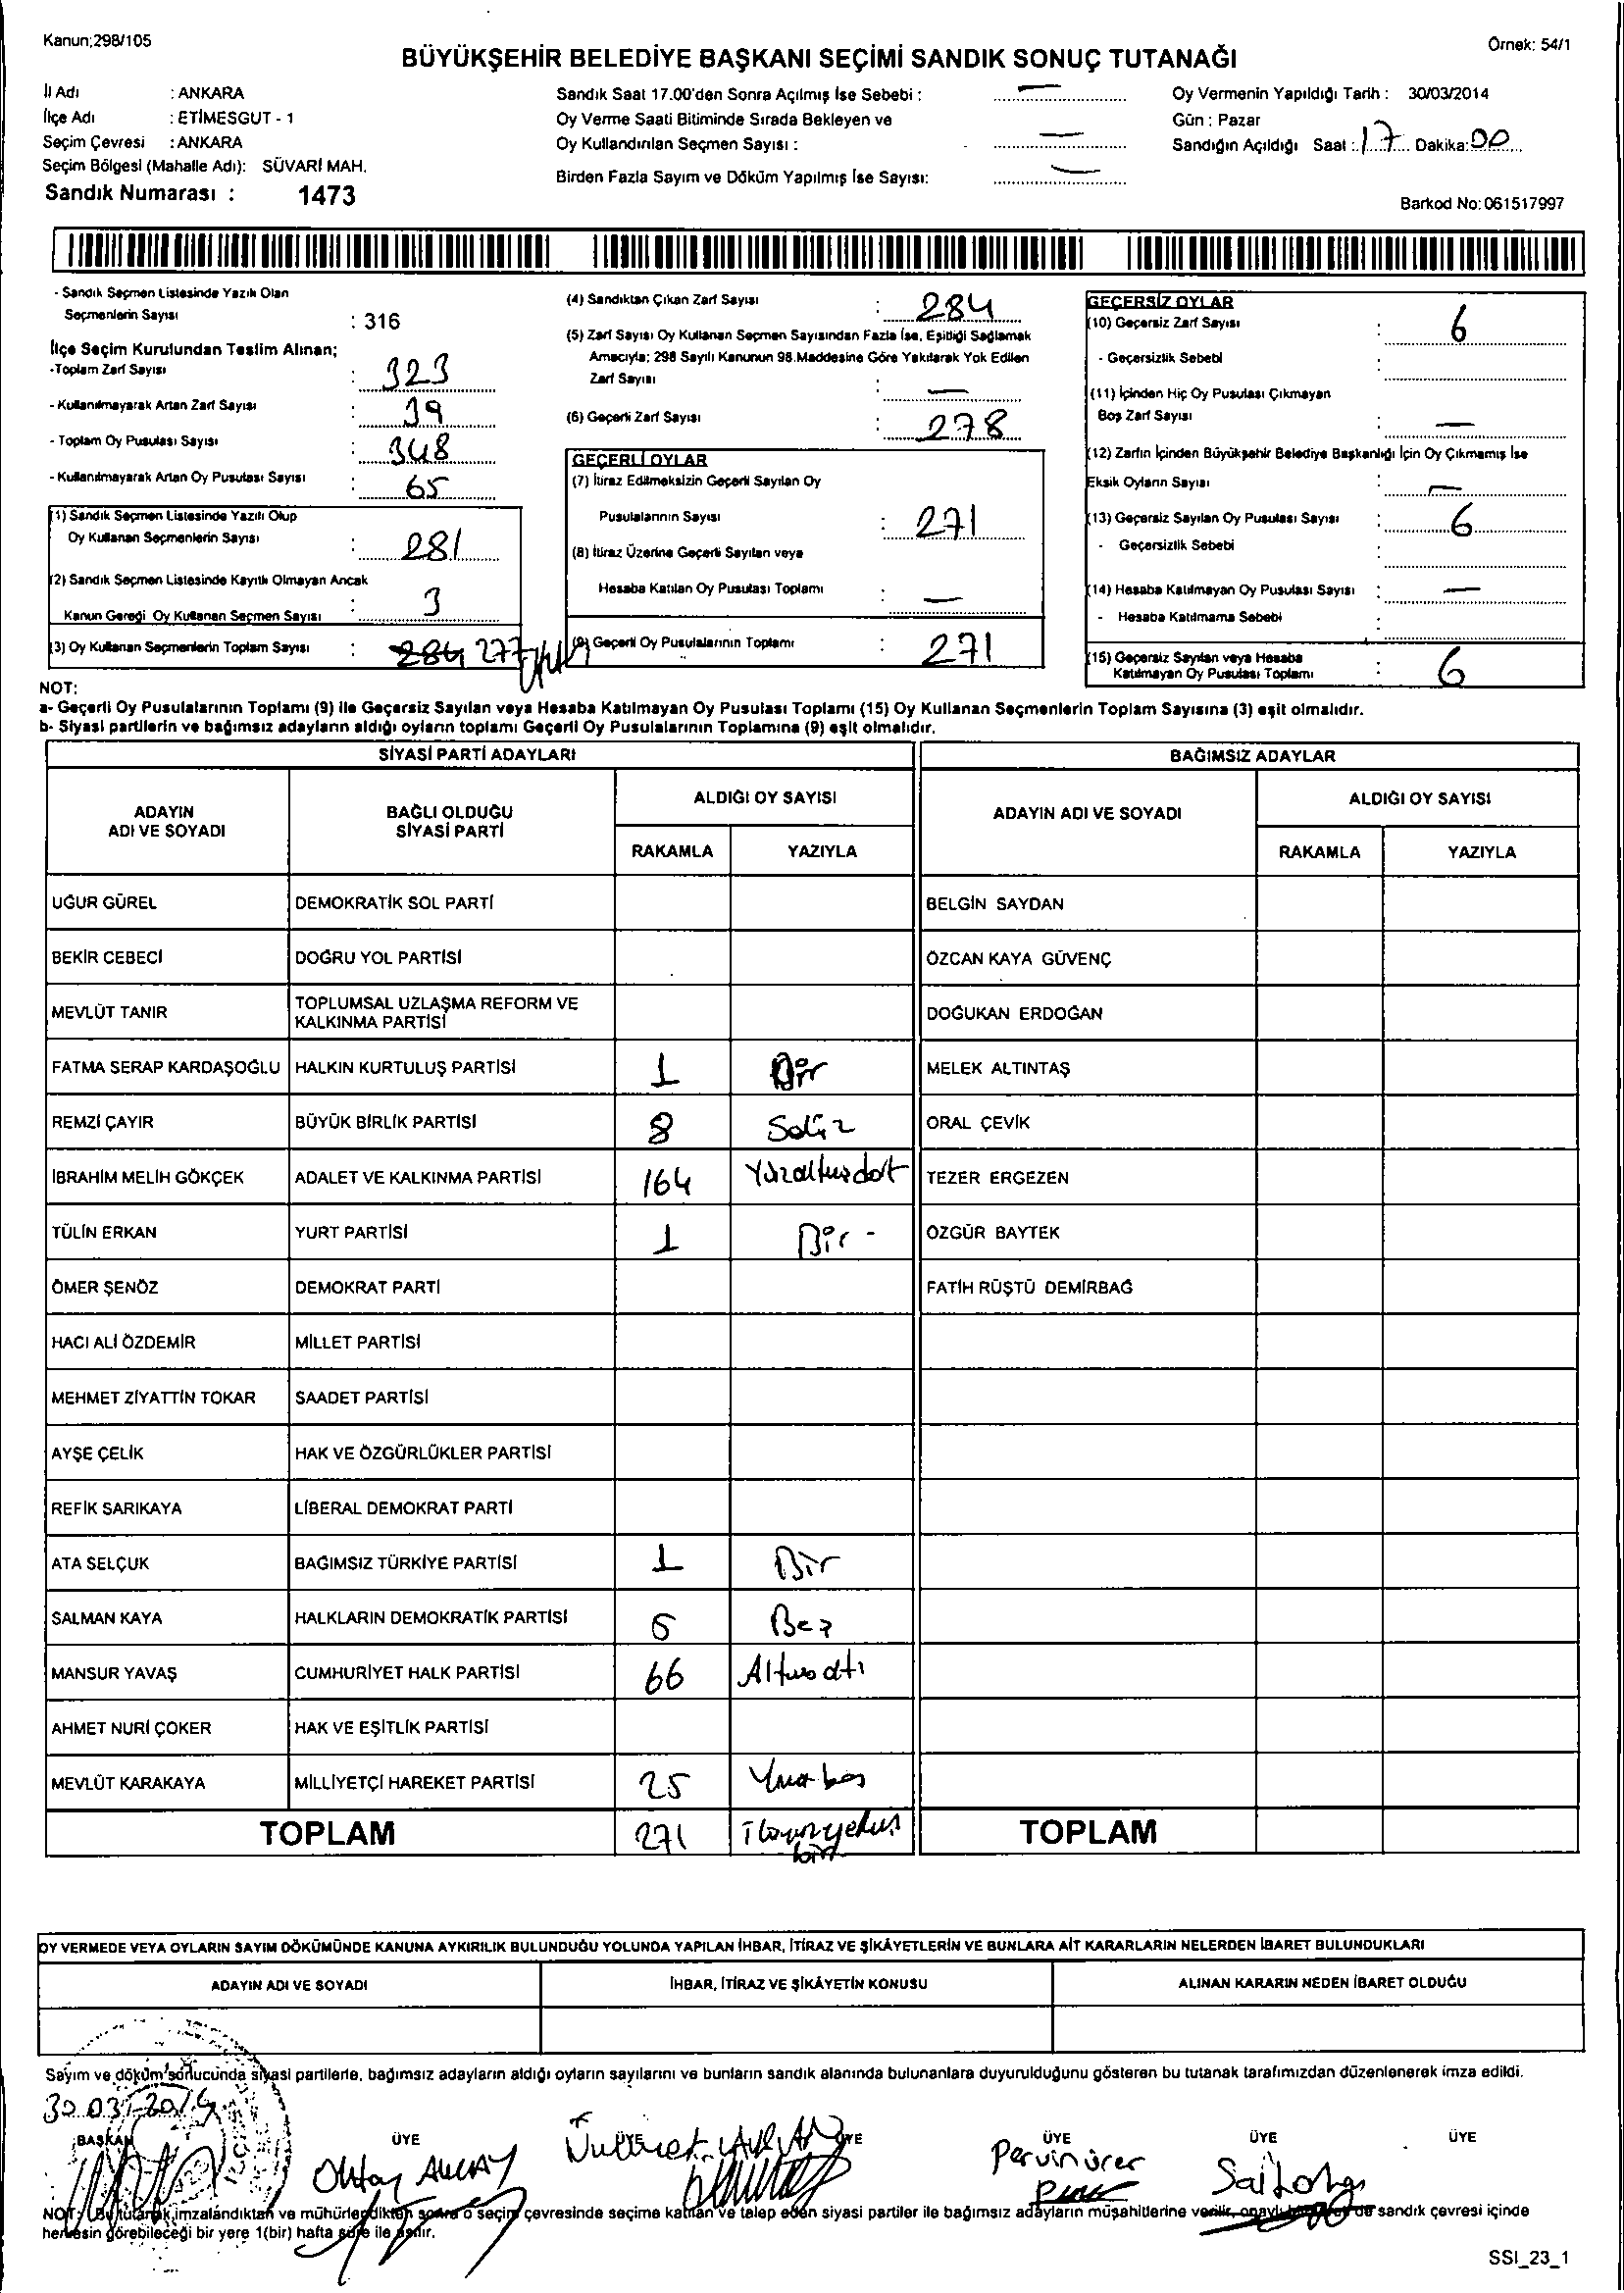 Kanun;298/105
Örnek: 54/1
BÜYÜKŞEHİR BELEDİYE BAŞKANI SEÇİMİ SANDIK SONUÇ TUTANAĞI
İl Adı : ANKARA
İlçe Adı : ETİMESGUT - 1
Seçim Çevresi : ANKARA
Seçim Bölgesi (Mahalle Adı): SÜVARİ MAH.
Sandık Numarası : 1473
Sandık Saat 17.00'den Sonra Açılmış İse Sebebi : —
Oy Verme Saati Bitiminde Sırada Bekleyen ve
Oy Kullandırılan Seçmen Sayısı : —
Birden Fazla Sayım ve Döküm Yapılmış İse Sayısı: —
Oy Vermenin Yapıldığı Tarih : 30/03/2014
Gün : Pazar
Sandığın Açıldığı Saat : 17 Dakika: 00
Barkod No: 061517997
- Sandık Seçmen Listesinde Yazılı Olan
Seçmenlerin Sayısı : 316
İlçe Seçim Kurulundan Teslim Alınan;
-Toplam Zarf Sayısı : 323
- Kullanılmayarak Artan Zarf Sayısı : 39
- Toplam Oy Pusulası Sayısı : 348
- Kullanılmayarak Artan Oy Pusulası Sayısı : 65
(1) Sandık Seçmen Listesinde Yazılı Olup
Oy Kullanan Seçmenlerin Sayısı : 281
(2) Sandık Seçmen Listesinde Kayıtlı Olmayan Ancak
Kanun Gereği Oy Kullanan Seçmen Sayısı : 3
(3) Oy Kullanan Seçmenlerin Toplam Sayısı : 284 277
(4) Sandıktan Çıkan Zarf Sayısı : 284
(5) Zarf Sayısı Oy Kullanan Seçmen Sayısından Fazla İse, Eşitliği Sağlamak
Amacıyla; 298 Sayılı Kanunun 98.Maddesine Göre Yakılarak Yok Edilen
Zarf Sayısı : —
(6) Geçerli Zarf Sayısı : 278
GEÇERLİ OYLAR
(7) İtiraz Edilmeksizin Geçerli Sayılan Oy
Pusulalarının Sayısı : 271
(8) İtiraz Üzerine Geçerli Sayılan veya
Hesaba Katılan Oy Pusulası Toplamı : —
(9) Geçerli Oy Pusulalarının Toplamı : 271
GEÇERSİZ OYLAR
(10) Geçersiz Zarf Sayısı : 6
- Geçersizlik Sebebi :
(11) İçinden Hiç Oy Pusulası Çıkmayan
Boş Zarf Sayısı : —
(12) Zarfın İçinden Büyükşehir Belediye Başkanlığı İçin Oy Çıkmamış İse
Eksik Oyların Sayısı : —
(13) Geçersiz Sayılan Oy Pusulası Sayısı : 6
- Geçersizlik Sebebi :
(14) Hesaba Katılmayan Oy Pusulası Sayısı : —
- Hesaba Katılmama Sebebi :
(15) Geçersiz Sayılan veya Hesaba
Katılmayan Oy Pusulası Toplamı : 6
NOT:
a- Geçerli Oy Pusulalarının Toplamı (9) ile Geçersiz Sayılan veya Hesaba Katılmayan Oy Pusulası Toplamı (15) Oy Kullanan Seçmenlerin Toplam Sayısına (3) eşit olmalıdır.
b- Siyasi partilerin ve bağımsız adayların aldığı oyların toplamı Geçerli Oy Pusulalarının Toplamına (9) eşit olmalıdır.
SİYASİ PARTİ ADAYLARI BAĞIMSIZ ADAYLAR
ADAYIN
ADI VE SOYADI
BAĞLI OLDUĞU
SİYASİ PARTİ
ALDIĞI OY SAYISI
RAKAMLA YAZIYLA
ADAYIN ADI VE SOYADI
ALDIĞI OY SAYISI
RAKAMLA YAZIYLA
UĞUR GÜREL DEMOKRATİK SOL PARTİ BELGİN SAYDAN
BEKİR CEBECİ DOĞRU YOL PARTİSİ ÖZCAN KAYA GÜVENÇ
MEVLÜT TANIR TOPLUMSAL UZLAŞMA REFORM VE
KALKINMA PARTİSİ DOĞUKAN ERDOĞAN
FATMA SERAP KARDAŞOĞLU HALKIN KURTULUŞ PARTİSİ 1 Bir MELEK ALTINTAŞ
REMZİ ÇAYIR BÜYÜK BİRLİK PARTİSİ 8 Sekiz ORAL ÇEVİK
İBRAHİM MELİH GÖKÇEK ADALET VE KALKINMA PARTİSİ 164 Yüzaltmışdört TEZER ERGEZEN
TÜLİN ERKAN YURT PARTİSİ 1 Bir - ÖZGÜR BAYTEK
ÖMER ŞENÖZ DEMOKRAT PARTİ FATİH RÜŞTÜ DEMİRBAĞ
HACI ALİ ÖZDEMİR MİLLET PARTİSİ
MEHMET ZİYATTİN TOKAR SAADET PARTİSİ
AYŞE ÇELİK HAK VE ÖZGÜRLÜKLER PARTİSİ
REFİK SARIKAYA LİBERAL DEMOKRAT PARTİ
ATA SELÇUK BAĞIMSIZ TÜRKİYE PARTİSİ 1 Bir
SALMAN KAYA HALKLARIN DEMOKRATİK PARTİSİ 5 Beş
MANSUR YAVAŞ CUMHURİYET HALK PARTİSİ 66 Altmışaltı
AHMET NURİ ÇOKER HAK VE EŞİTLİK PARTİSİ
MEVLÜT KARAKAYA MİLLİYETÇİ HAREKET PARTİSİ 25 Yirmibeş
TOPLAM 271 İkiyüzyetmiş
bir TOPLAM
OY VERMEDE VEYA OYLARIN SAYIM DÖKÜMÜNDE KANUNA AYKIRILIK BULUNDUĞU YOLUNDA YAPILAN İHBAR, İTİRAZ VE ŞİKÂYETLERİN VE BUNLARA AİT KARARLARIN NELERDEN İBARET BULUNDUKLARI
ADAYIN ADI VE SOYADI İHBAR, İTİRAZ VE ŞİKÂYETİN KONUSU ALINAN KARARIN NEDEN İBARET OLDUĞU
Sayım ve döküm sonucunda siyasi partilerle, bağımsız adayların aldığı oyların sayılarını ve bunların sandık alanında bulunanlara duyurulduğunu gösteren bu tutanak tarafımızdan düzenlenerek imza edildi.
30.03.2014
BAŞKAN ÜYE ÜYE ÜYE ÜYE ÜYE ÜYE
Oktay Pervin ürer
NOT: Bu tutanak imzalandıktan ve mühürlendikten sonra o seçim çevresinde seçime katılan ve talep eden siyasi partiler ile bağımsız adayların müşahitlerine verilir, sandık çevresi içinde
herkesin görebileceği bir yere 1(bir) hafta süre ile asılır.
SSI_23_1